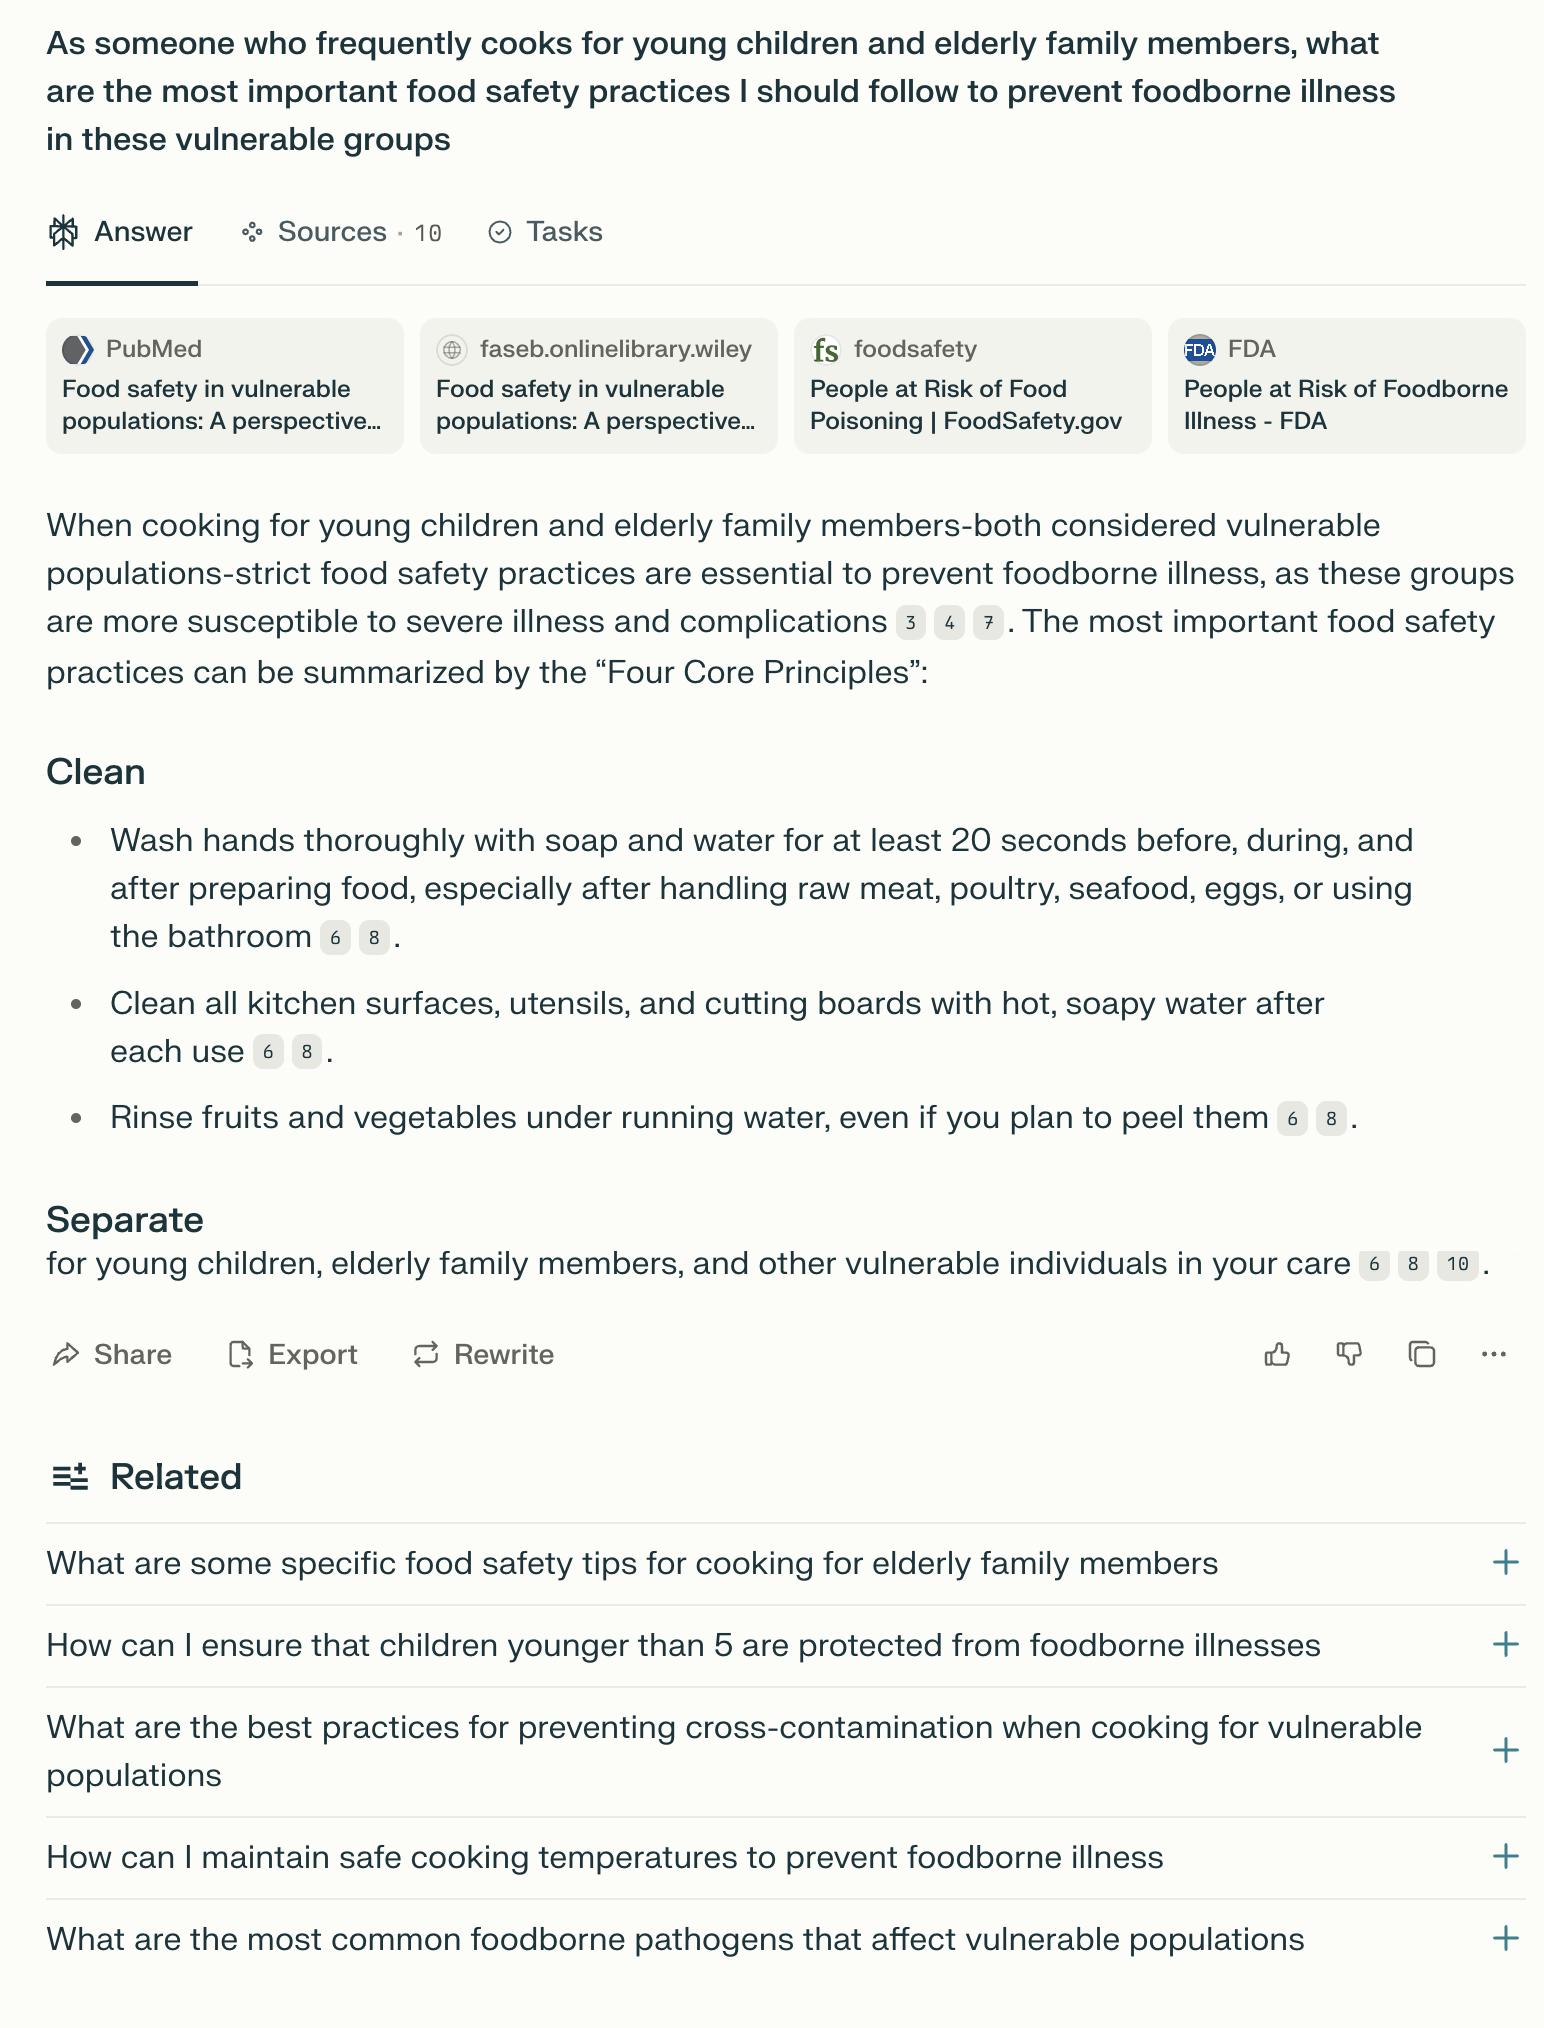 As someone who frequently cooks for young children and elderly family members, what
are the most important food safety practices I should follow to prevent foodborne illness
in these vulnerable groups
Answer
Sources · 10
Tasks
PubMed
Food safety in vulnerable
populations: A perspective...
faseb.onlinelibrary.wiley
Food safety in vulnerable
populations: A perspective...
fs
foodsafety
People at Risk of Food
Poisoning | FoodSafety.gov
FDA
FDA
People at Risk of Foodborne
Illness - FDA
When cooking for young children and elderly family members-both considered vulnerable
populations-strict food safety practices are essential to prevent foodborne illness, as these groups
are more susceptible to severe illness and complications 3 4 7 . The most important food safety
practices can be summarized by the “Four Core Principles”:
Clean
• Wash hands thoroughly with soap and water for at least 20 seconds before, during, and
after preparing food, especially after handling raw meat, poultry, seafood, eggs, or using
the bathroom 6 8 .
• Clean all kitchen surfaces, utensils, and cutting boards with hot, soapy water after
each use 6 8 .
• Rinse fruits and vegetables under running water, even if you plan to peel them 6 8 .
Separate
for young children, elderly family members, and other vulnerable individuals in your care 6 8 10 .
Share
Export
Rewrite
Related
What are some specific food safety tips for cooking for elderly family members
How can I ensure that children younger than 5 are protected from foodborne illnesses
What are the best practices for preventing cross-contamination when cooking for vulnerable
populations
How can I maintain safe cooking temperatures to prevent foodborne illness
What are the most common foodborne pathogens that affect vulnerable populations